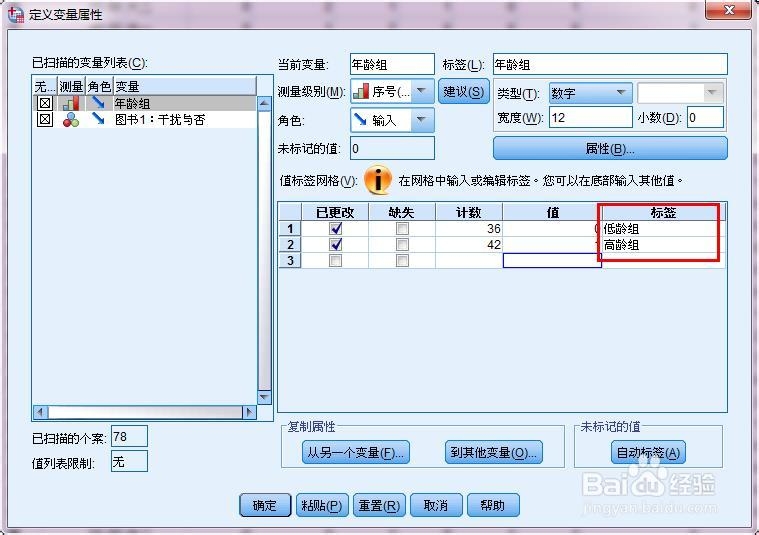 定义变量属性
已扫描的变量列表(C):
无... 测量 角色 变量
年龄组
图书1：干扰与否
已扫描的个案: 78
值列表限制: 无
当前变量: 年龄组 标签(L): 年龄组
测量级别(M): 序号(... 建议(S) 类型(T): 数字
角色: 输入 宽度(W): 12 小数(D): 0
未标记的值: 0 属性(B)...
值标签网格(V): 在网格中输入或编辑标签。您可以在底部输入其他值。
已更改 缺失 计数 值 标签
1 36 0 低龄组
2 42 1 高龄组
3
复制属性
从另一个变量(F)... 到其他变量(O)...
未标记的值
自动标签(A)
确定 粘贴(P) 重置(R) 取消 帮助
Baidu 经验
jingyan.baidu.com